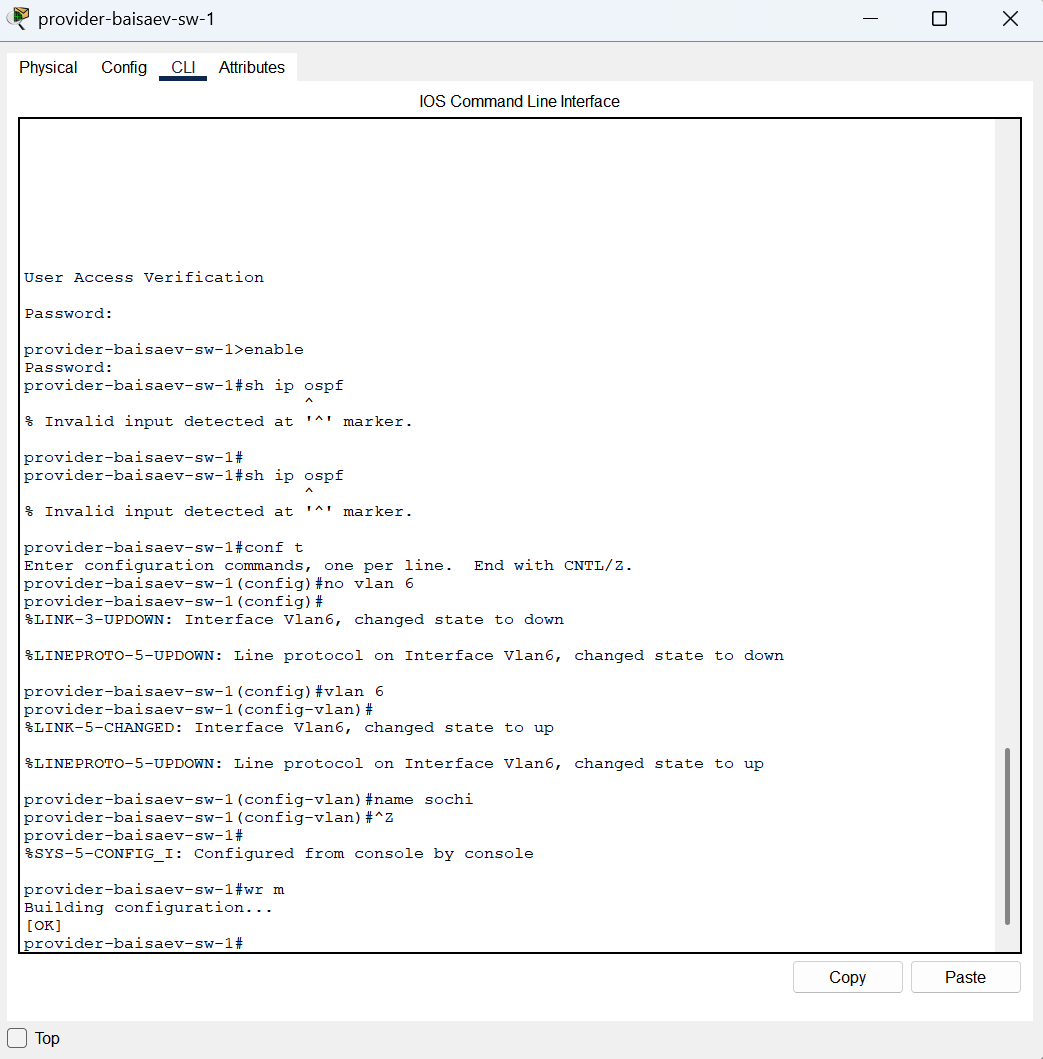 provider-baisaev-sw-1
Physical Config CLI Attributes
IOS Command Line Interface
User Access Verification
Password:
provider-baisaev-sw-1>enable
Password:
provider-baisaev-sw-1#sh ip ospf
^
% Invalid input detected at '^' marker.
provider-baisaev-sw-1#
provider-baisaev-sw-1#sh ip ospf
^
% Invalid input detected at '^' marker.
provider-baisaev-sw-1#conf t
Enter configuration commands, one per line.  End with CNTL/Z.
provider-baisaev-sw-1(config)#no vlan 6
provider-baisaev-sw-1(config)#
%LINK-3-UPDOWN: Interface Vlan6, changed state to down
%LINEPROTO-5-UPDOWN: Line protocol on Interface Vlan6, changed state to down
provider-baisaev-sw-1(config)#vlan 6
provider-baisaev-sw-1(config-vlan)#
%LINK-5-CHANGED: Interface Vlan6, changed state to up
%LINEPROTO-5-UPDOWN: Line protocol on Interface Vlan6, changed state to up
provider-baisaev-sw-1(config-vlan)#name sochi
provider-baisaev-sw-1(config-vlan)#^Z
provider-baisaev-sw-1#
%SYS-5-CONFIG_I: Configured from console by console
provider-baisaev-sw-1#wr m
Building configuration...
[OK]
provider-baisaev-sw-1#
Copy Paste
Top